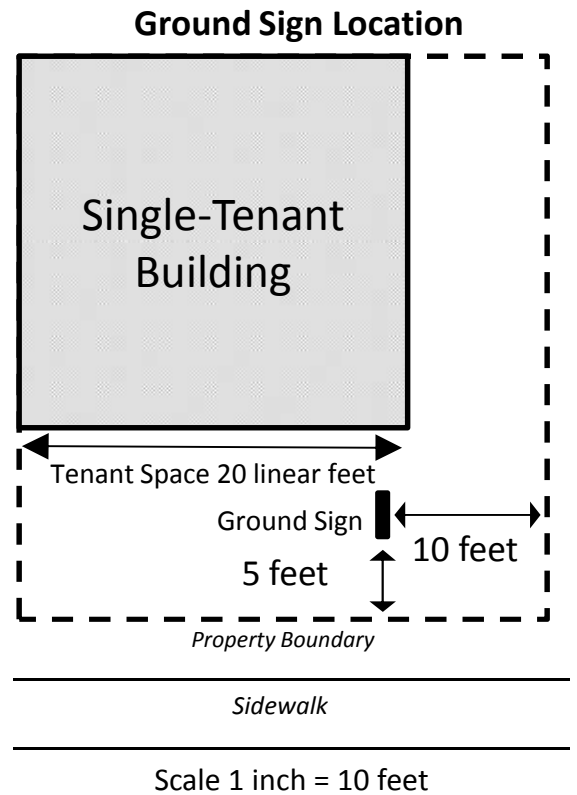 Ground Sign Location
Single-Tenant
Building
Tenant Space 20 linear feet
Ground Sign
10 feet
5 feet
Property Boundary
Sidewalk
Scale 1 inch = 10 feet